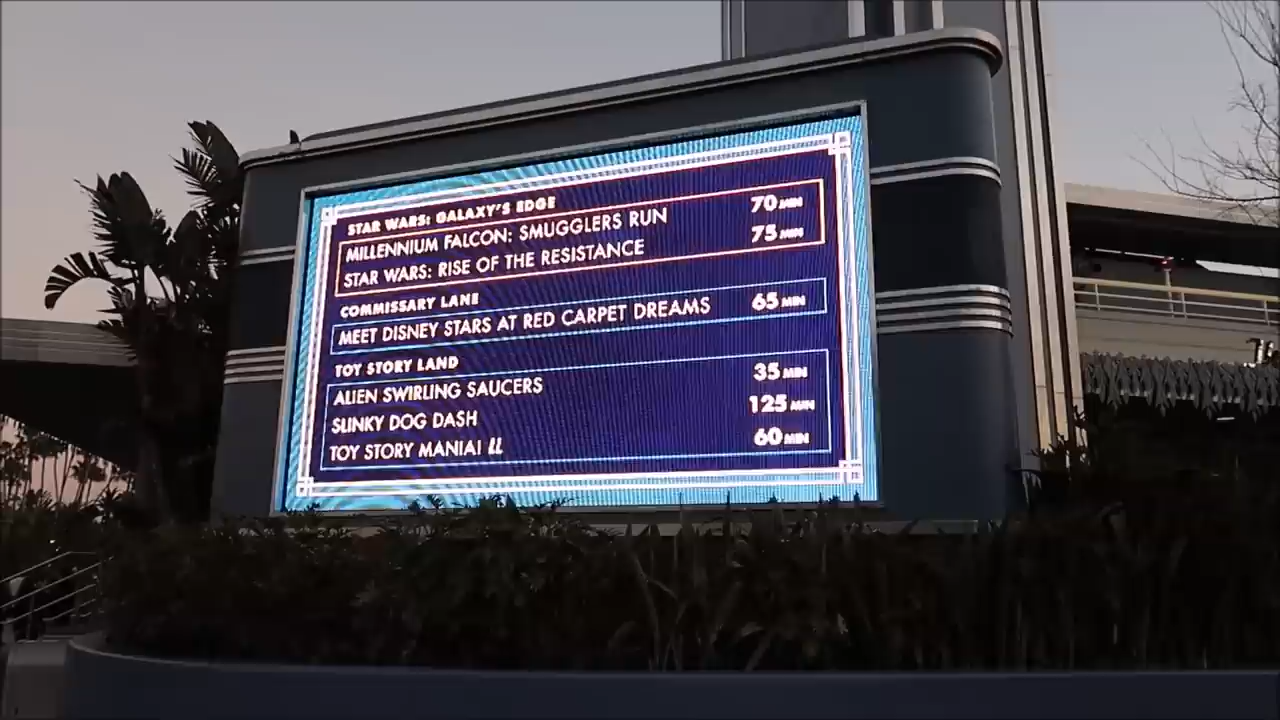 STAR WARS: GALAXY'S EDGE
MILLENNIUM FALCON: SMUGGLERS RUN 70 MIN
STAR WARS: RISE OF THE RESISTANCE 75 MIN
COMMISSARY LANE
MEET DISNEY STARS AT RED CARPET DREAMS 65 MIN
TOY STORY LAND
ALIEN SWIRLING SAUCERS 35 MIN
SLINKY DOG DASH 125 MIN
TOY STORY MANIA! LL 60 MIN